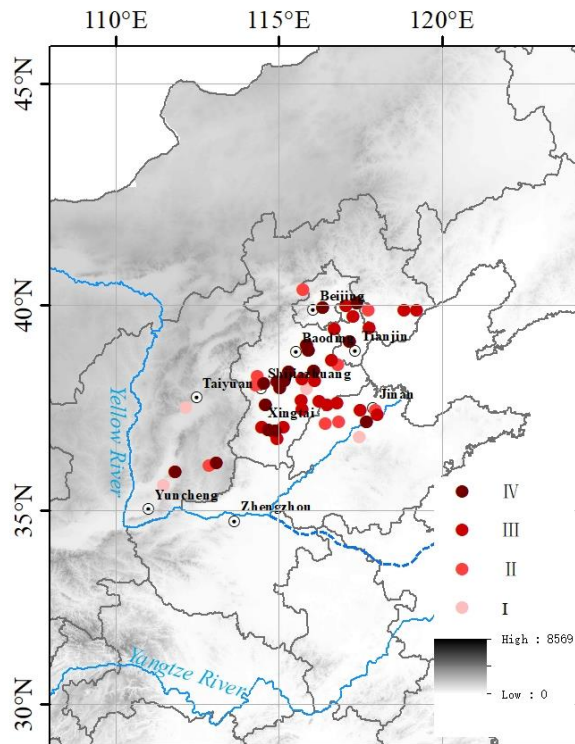 110°E 115°E 120°E
45°N
40°N
35°N
30°N
Beijing
Tianjin
Baoding
Shijiazhuang
Taiyuan
Jinan
Xingtai
Yellow River
Yuncheng
Zhengzhou
Yangtze River
IV
III
II
I
High : 8569
Low : 0